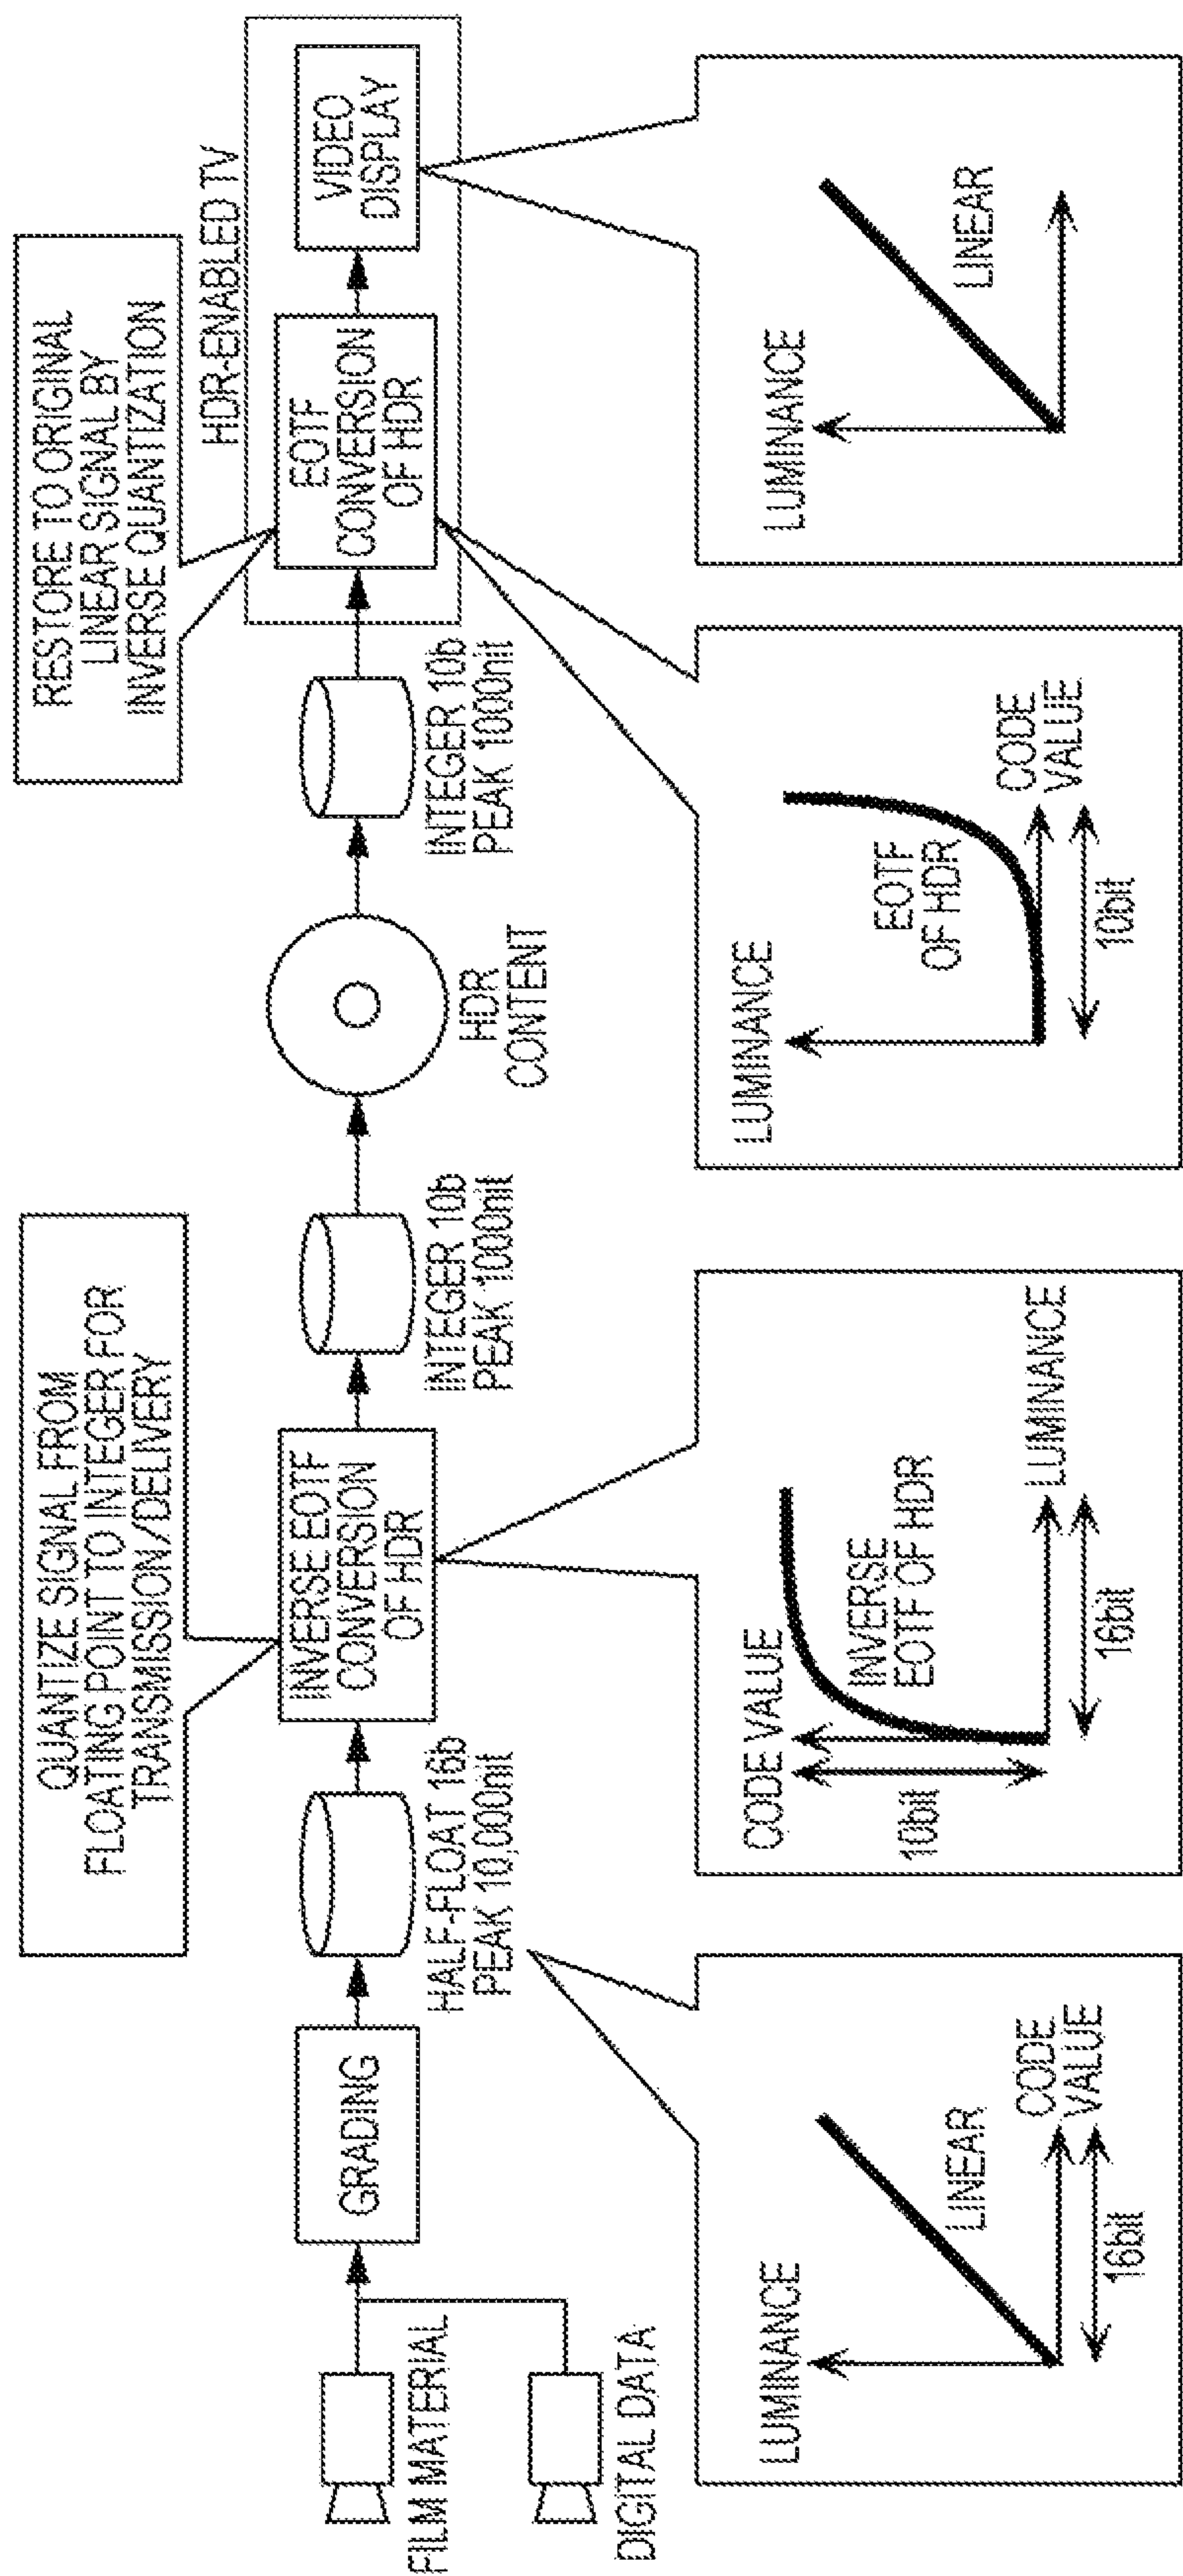 QUANTIZE SIGNAL FROM
FLOATING POINT TO INTEGER FOR
TRANSMISSION/DELIVERY
RESTORE TO ORIGINAL
LINEAR SIGNAL BY
INVERSE QUANTIZATION
HDR-ENABLED TV
FILM MATERIAL
DIGITAL DATA
GRADING
HALF-FLOAT 16b
PEAK 10,000nit
INVERSE EOTF
CONVERSION
OF HDR
INTEGER 10b
PEAK 1000nit
HDR
CONTENT
INTEGER 10b
PEAK 1000nit
EOTF
CONVERSION
OF HDR
VIDEO
DISPLAY
LUMINANCE
LINEAR
CODE
VALUE
16bit
CODE VALUE
10bit
INVERSE
EOTF OF HDR
LUMINANCE
16bit
LUMINANCE
EOTF
OF HDR
CODE
VALUE
10bit
LUMINANCE
LINEAR